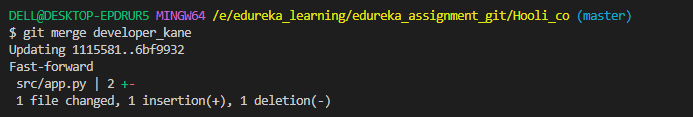 DELL@DESKTOP-EPDRUR5 MINGW64 /e/edureka_learning/edureka_assignment_git/Hooli_co (master)
$ git merge developer_kane
Updating 1115581..6bf9932
Fast-forward
 src/app.py | 2 +-
 1 file changed, 1 insertion(+), 1 deletion(-)